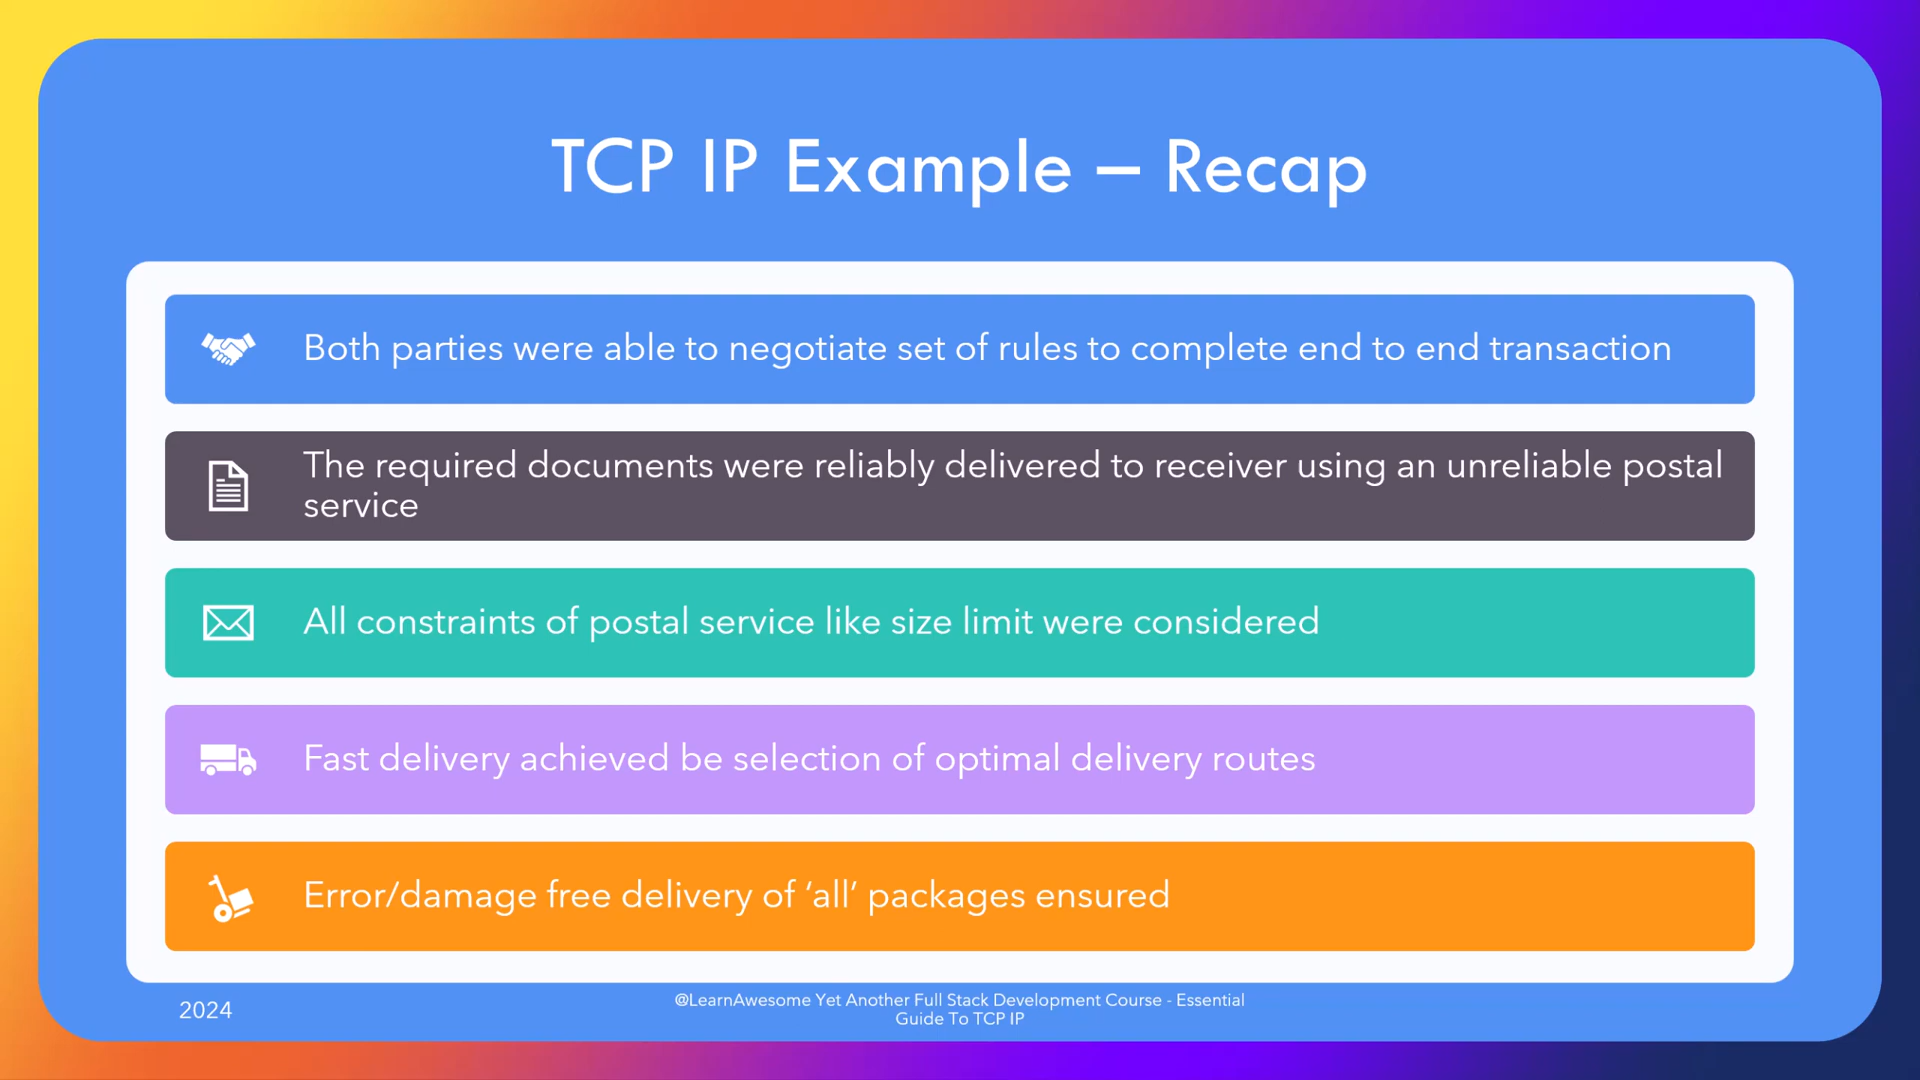 TCP IP Example – Recap
Both parties were able to negotiate set of rules to complete end to end transaction
The required documents were reliably delivered to receiver using an unreliable postal
service
All constraints of postal service like size limit were considered
Fast delivery achieved be selection of optimal delivery routes
Error/damage free delivery of ‘all’ packages ensured
2024
@LearnAwesome Yet Another Full Stack Development Course - Essential
Guide To TCP IP